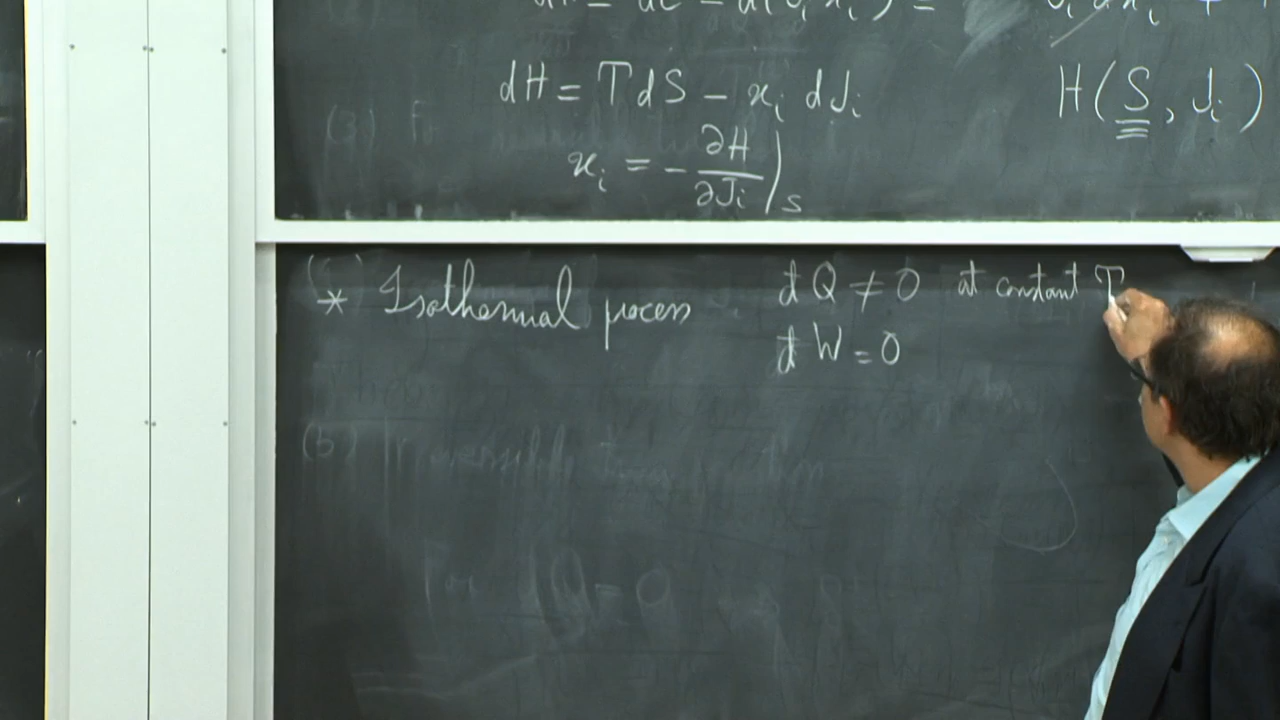 dH = TdS - x_i dJ_i    H(S, J_i)
x_i = - ∂H/∂J_i |_S
* Isothermal process    đQ ≠ 0 at constant T
đW = 0
(b)